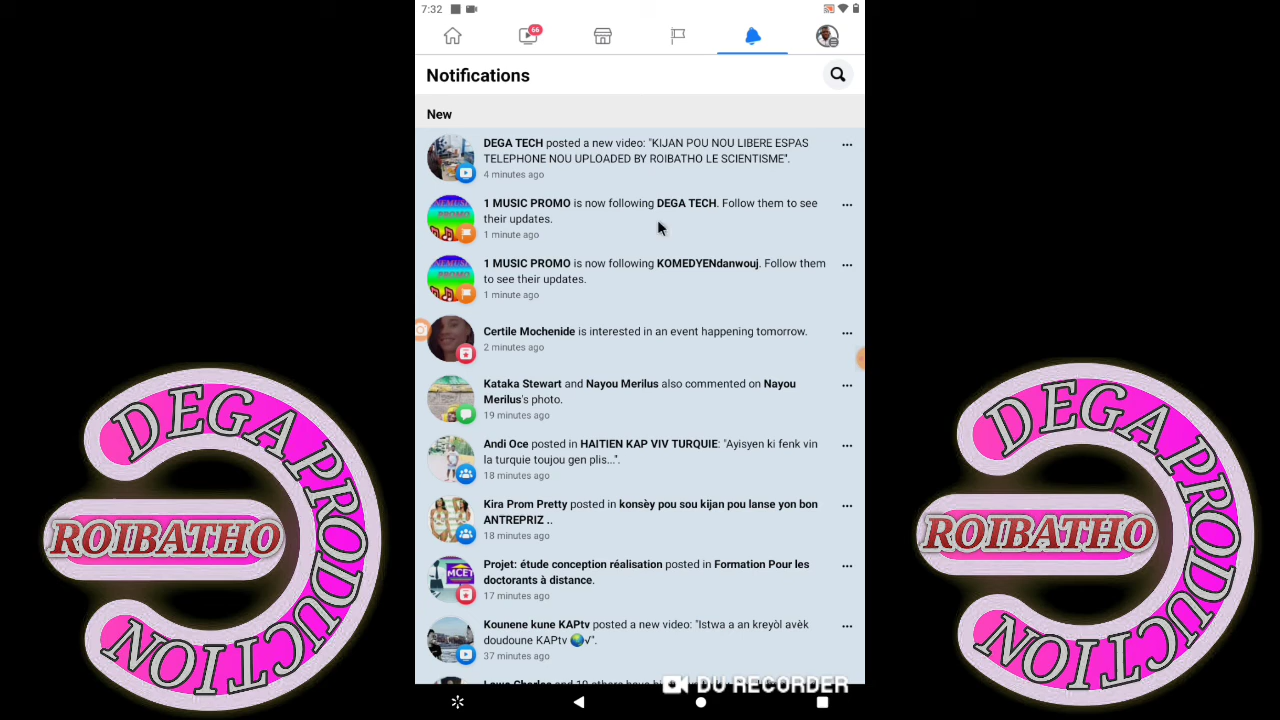 7:32
66
Notifications
New
DEGA TECH posted a new video: "KIJAN POU NOU LIBERE ESPAS
TELEPHONE NOU UPLOADED BY ROIBATHO LE SCIENTISME".
4 minutes ago
1 MUSIC PROMO is now following DEGA TECH. Follow them to see
their updates.
1 minute ago
1 MUSIC PROMO is now following KOMEDYENdanwouj. Follow them
to see their updates.
1 minute ago
Certile Mochenide is interested in an event happening tomorrow.
2 minutes ago
Kataka Stewart and Nayou Merilus also commented on Nayou
Merilus's photo.
19 minutes ago
Andi Oce posted in HAITIEN KAP VIV TURQUIE: "Ayisyen ki fenk vin
la turquie toujou gen plis...".
18 minutes ago
Kira Prom Pretty posted in konsèy pou sou kijan pou lanse yon bon
ANTREPRIZ ..
18 minutes ago
MCET
Projet: étude conception réalisation posted in Formation Pour les
doctorants à distance.
17 minutes ago
Kounene kune KAPtv posted a new video: "Istwa a an kreyòl avèk
doudoune KAPtv 🌍√".
37 minutes ago
DU RECORDER
DEGA PRODUCTION
ROIBATHO
DEGA PRODUCTION
ROIBATHO